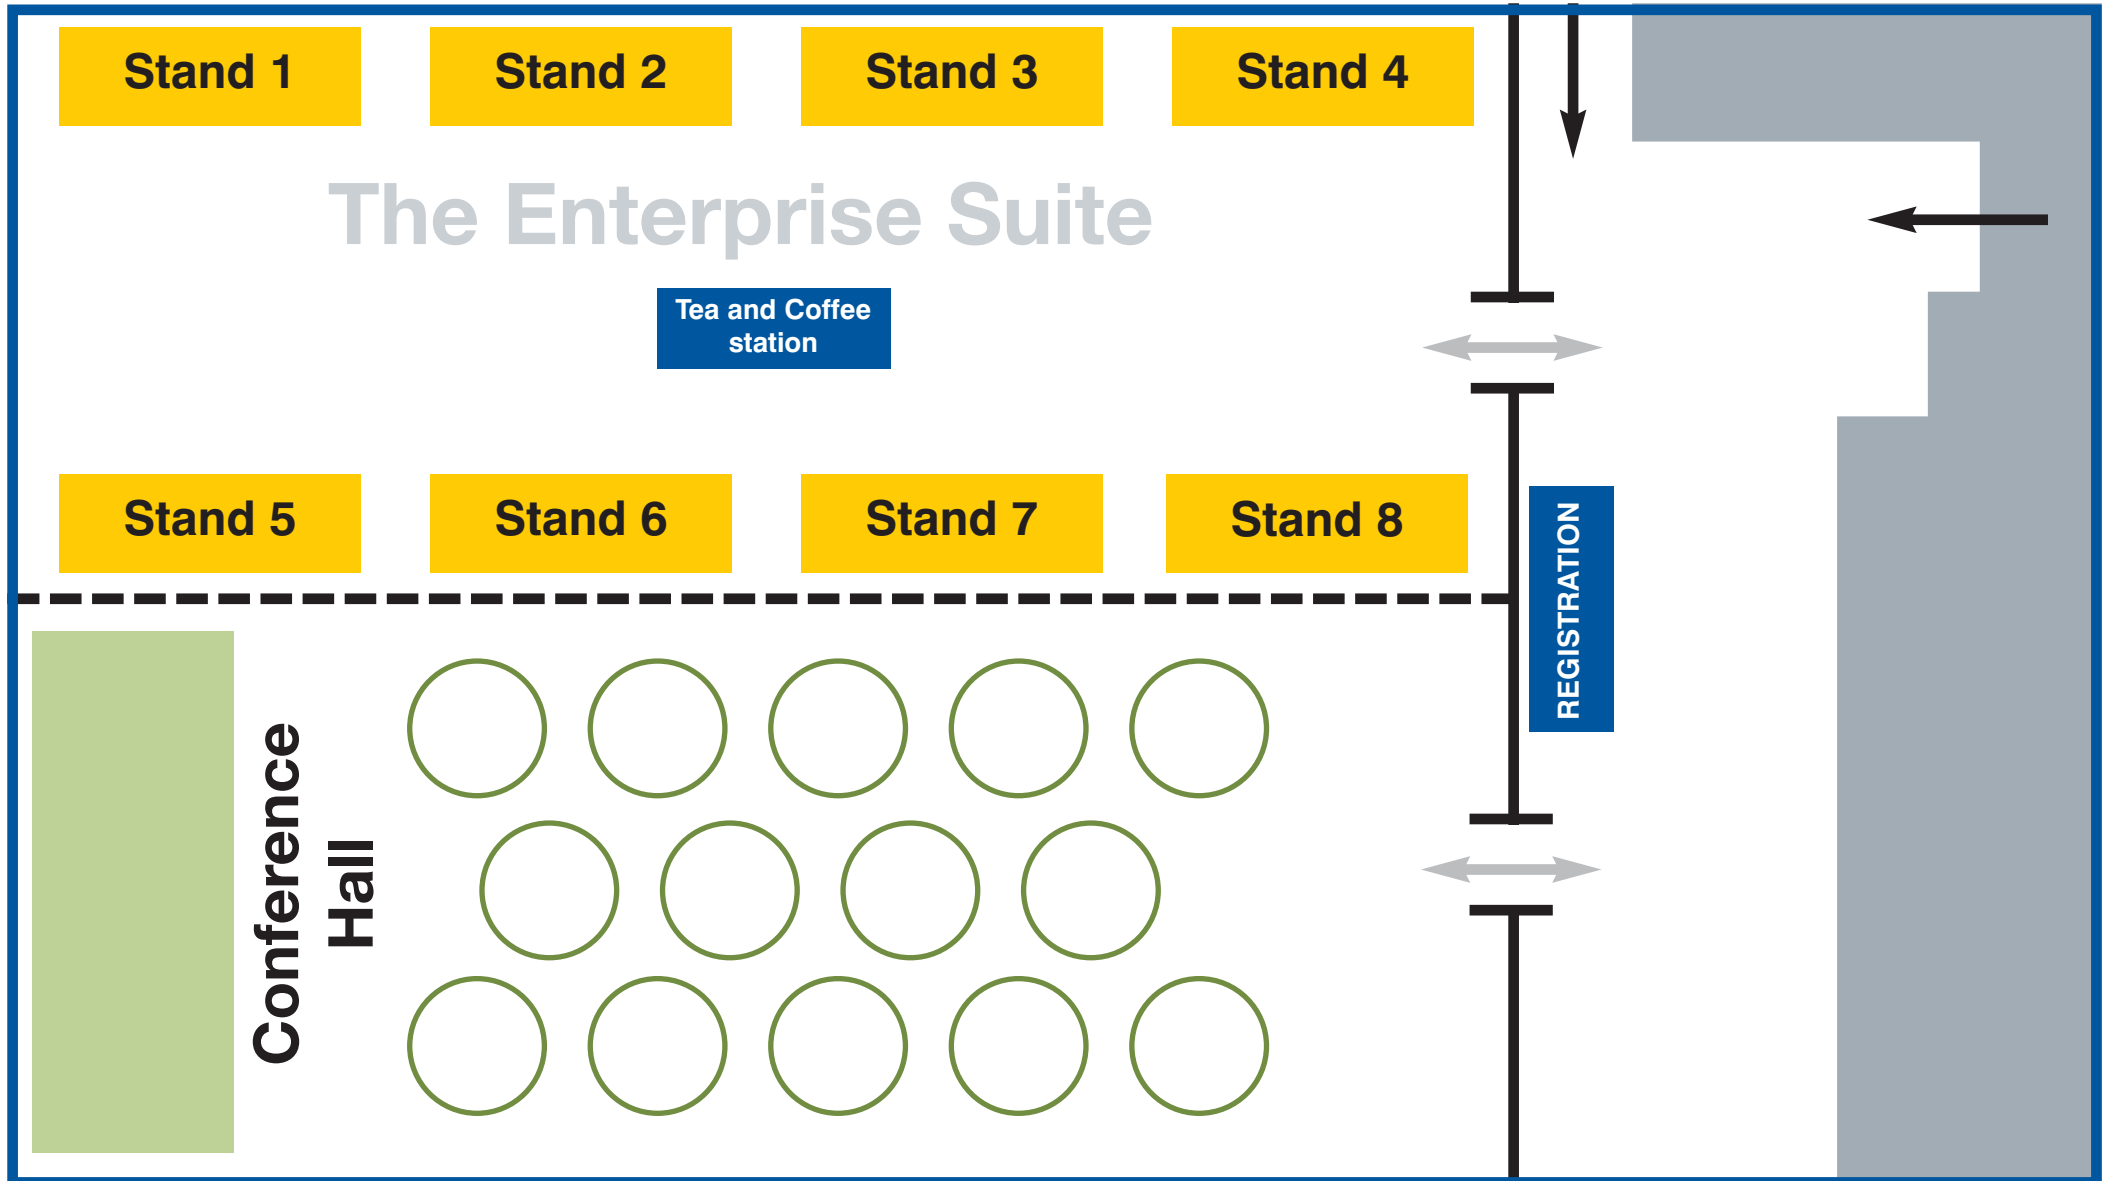 Stand 1
Stand 2
Stand 3
Stand 4
The Enterprise Suite
Tea and Coffee
station
Stand 5
Stand 6
Stand 7
Stand 8
REGISTRATION
Conference
Hall